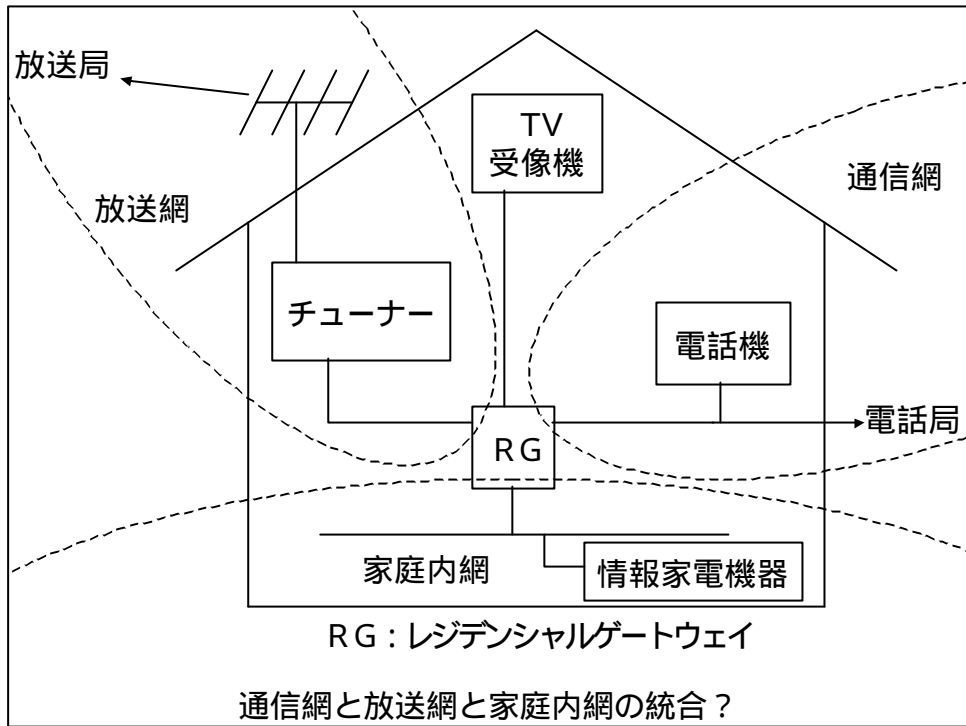 放送局
TV
受像機
通信網
放送網
チューナー
電話機
電話局
RG
家庭内網
情報家電機器
RG:レジデンシャルゲートウェイ
通信網と放送網と家庭内網の統合?